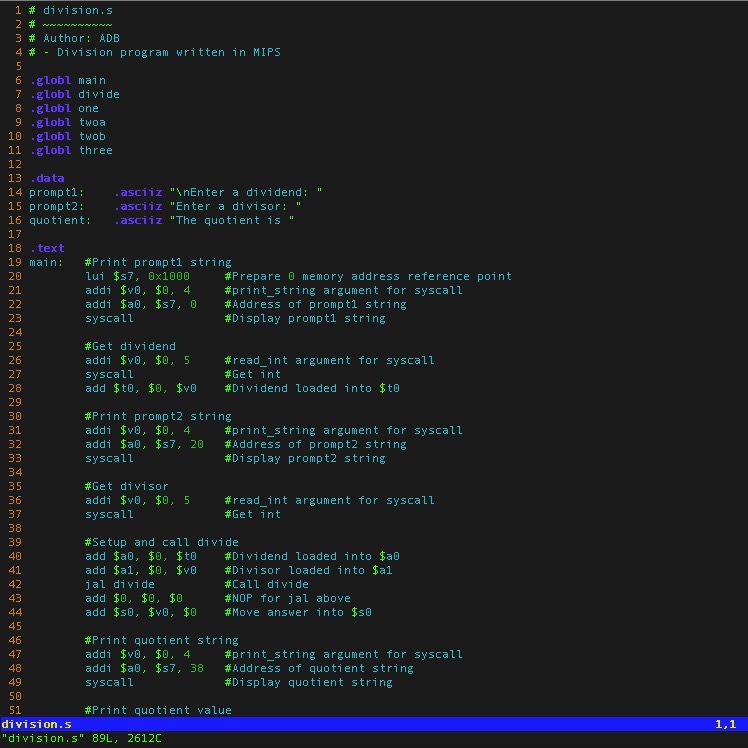 1 # division.s
2 # ~~~~~~~~~~
3 # Author: ADB
4 # - Division program written in MIPS
5
6 .globl main
7 .globl divide
8 .globl one
9 .globl twoa
10 .globl twob
11 .globl three
12
13 .data
14 prompt1:    .asciiz "\nEnter a dividend: "
15 prompt2:    .asciiz "Enter a divisor: "
16 quotient:   .asciiz "The quotient is "
17
18 .text
19 main:   #Print prompt1 string
20         lui $s7, 0x1000     #Prepare 0 memory address reference point
21         addi $v0, $0, 4     #print_string argument for syscall
22         addi $a0, $s7, 0    #Address of prompt1 string
23         syscall             #Display prompt1 string
24
25         #Get dividend
26         addi $v0, $0, 5     #read_int argument for syscall
27         syscall             #Get int
28         add $t0, $0, $v0    #Dividend loaded into $t0
29
30         #Print prompt2 string
31         addi $v0, $0, 4     #print_string argument for syscall
32         addi $a0, $s7, 20   #Address of prompt2 string
33         syscall             #Display prompt2 string
34
35         #Get divisor
36         addi $v0, $0, 5     #read_int argument for syscall
37         syscall             #Get int
38
39         #Setup and call divide
40         add $a0, $0, $t0    #Dividend loaded into $a0
41         add $a1, $0, $v0    #Divisor loaded into $a1
42         jal divide          #Call divide
43         add $0, $0, $0      #NOP for jal above
44         add $s0, $v0, $0    #Move answer into $s0
45
46         #Print quotient string
47         addi $v0, $0, 4     #print_string argument for syscall
48         addi $a0, $s7, 38   #Address of quotient string
49         syscall             #Display quotient string
50
51         #Print quotient value
division.s 1,1
"division.s" 89L, 2612C